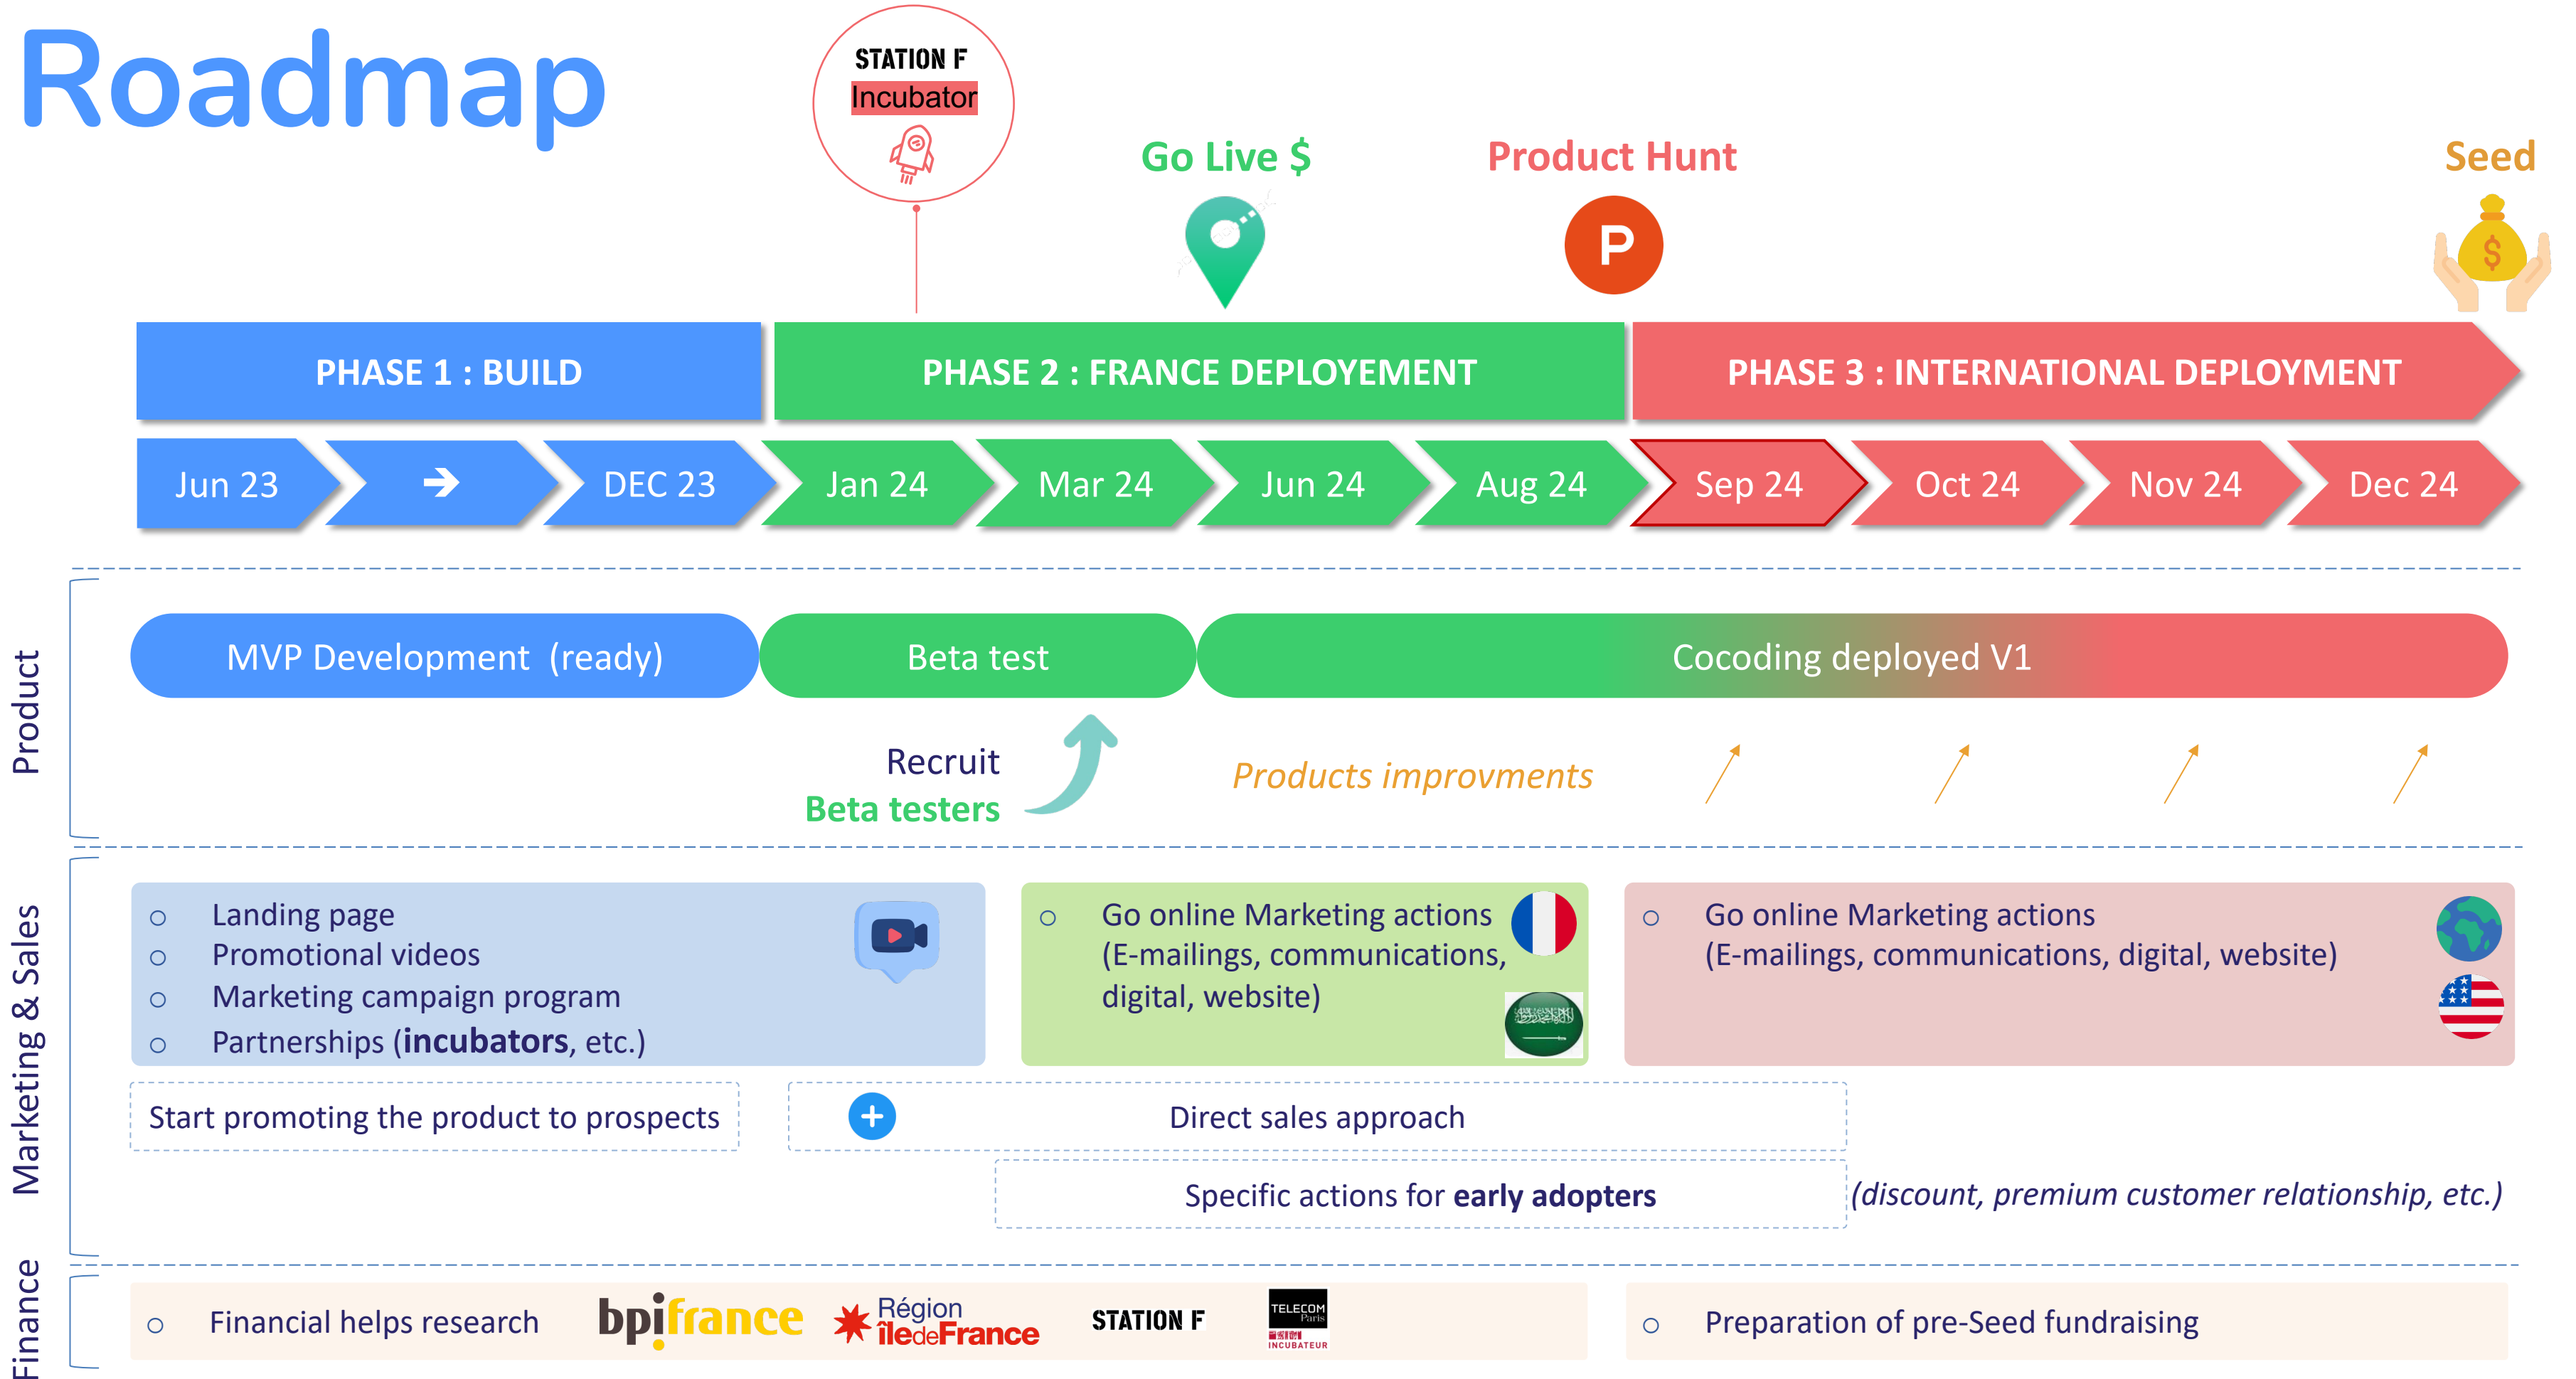 Roadmap
STATION F
Incubator
Go Live $
Product Hunt
P
Seed
$
PHASE 1 : BUILD
PHASE 2 : FRANCE DEPLOYEMENT
PHASE 3 : INTERNATIONAL DEPLOYMENT
Jun 23
DEC 23
Jan 24
Mar 24
Jun 24
Aug 24
Sep 24
Oct 24
Nov 24
Dec 24
Product
MVP Development (ready)
Beta test
Cocoding deployed V1
Recruit
Beta testers
Products improvments
Marketing & Sales
Landing page
Promotional videos
Marketing campaign program
Partnerships (incubators, etc.)
Go online Marketing actions
(E-mailings, communications,
digital, website)
Go online Marketing actions
(E-mailings, communications, digital, website)
Start promoting the product to prospects
Direct sales approach
Specific actions for early adopters
(discount, premium customer relationship, etc.)
Finance
Financial helps research
bpifrance
Région
îledeFrance
STATION F
TELECOM
Paris
INCUBATEUR
Preparation of pre-Seed fundraising